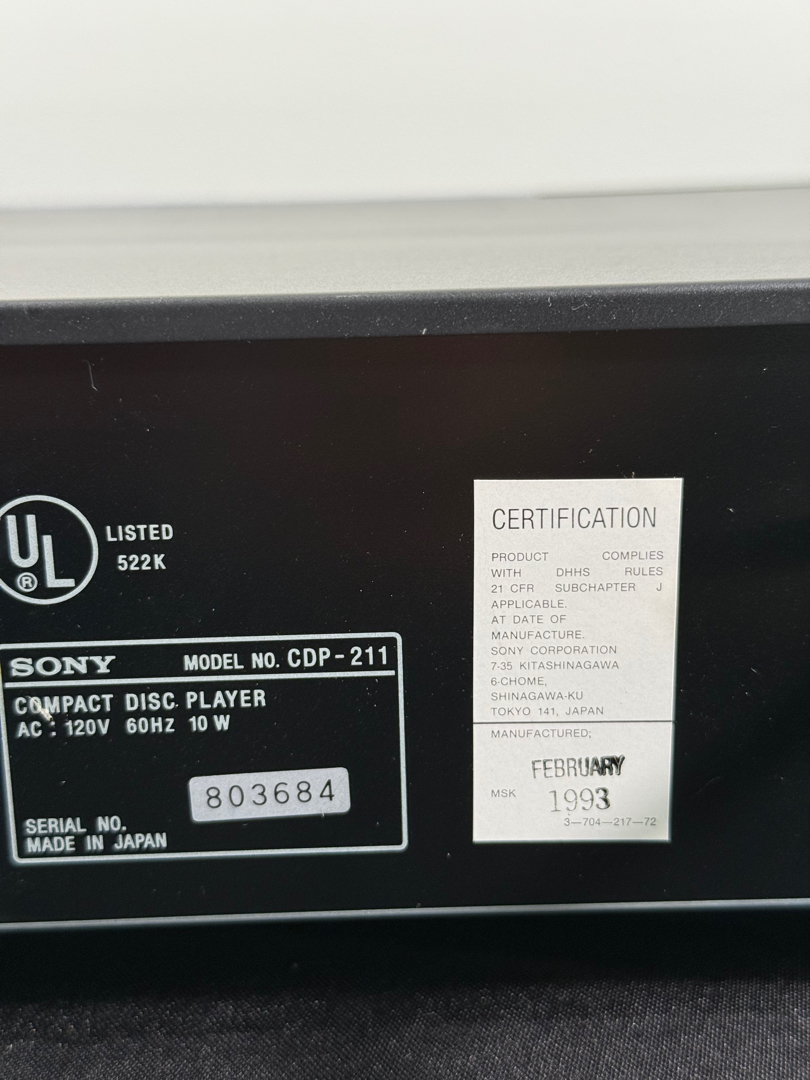 UL
®
LISTED
522K
SONY MODEL NO. CDP-211
COMPACT DISC PLAYER
AC : 120V 60HZ 10 W
803684
SERIAL NO.
MADE IN JAPAN
CERTIFICATION
PRODUCT COMPLIES
WITH DHHS RULES
21 CFR SUBCHAPTER J
APPLICABLE.
AT DATE OF
MANUFACTURE.
SONY CORPORATION
7-35 KITASHINAGAWA
6-CHOME,
SHINAGAWA-KU
TOKYO 141, JAPAN
MANUFACTURED;
FEBRUARY
MSK 1993
3—704—217—72